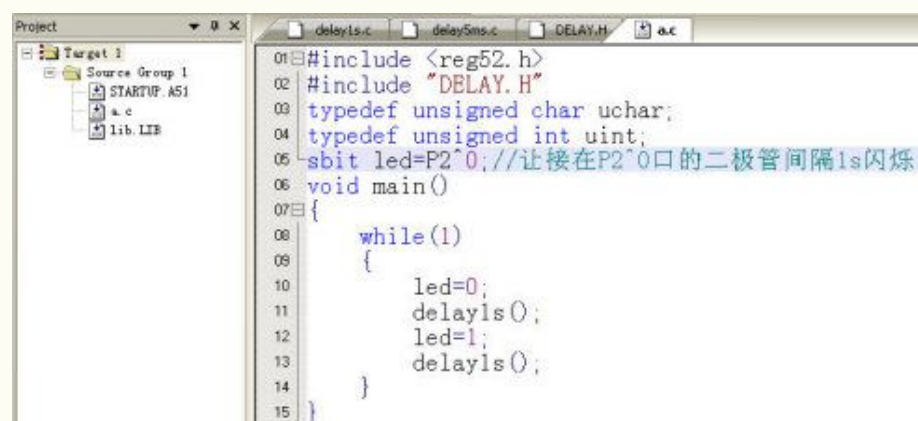 Project
Target 1
Source Group 1
STARTUP.A51
a.c
lib.LIB
delay1s.c delay5ms.c DELAY.H a.c
01 #include <reg52.h>
02 #include "DELAY.H"
03 typedef unsigned char uchar;
04 typedef unsigned int uint;
05 sbit led=P2^0;//让接在P2^0口的二极管间隔1s闪烁
06 void main()
07 {
08 while(1)
09 {
10 led=0;
11 delay1s();
12 led=1;
13 delay1s();
14 }
15 }